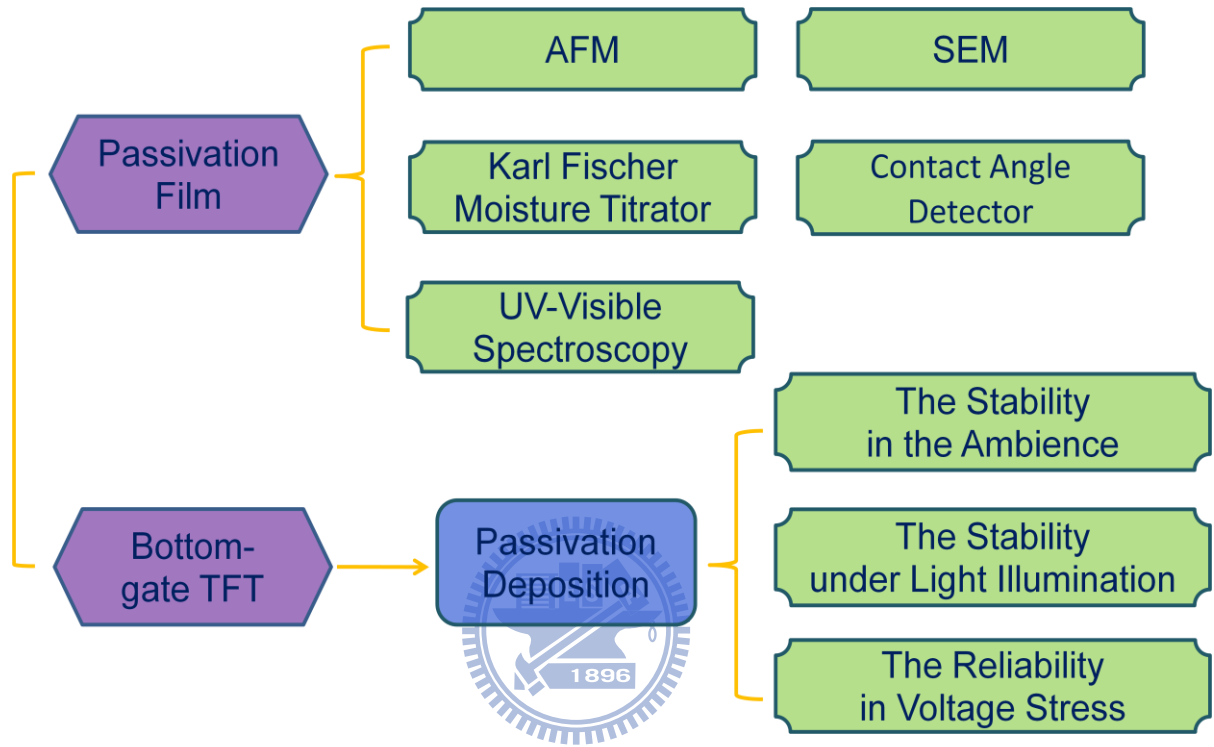 AFM
SEM
Passivation
Film
Karl Fischer
Moisture Titrator
Contact Angle
Detector
UV-Visible
Spectroscopy
The Stability
in the Ambience
Bottom-
gate TFT
Passivation
Deposition
The Stability
under Light Illumination
The Reliability
in Voltage Stress
1896